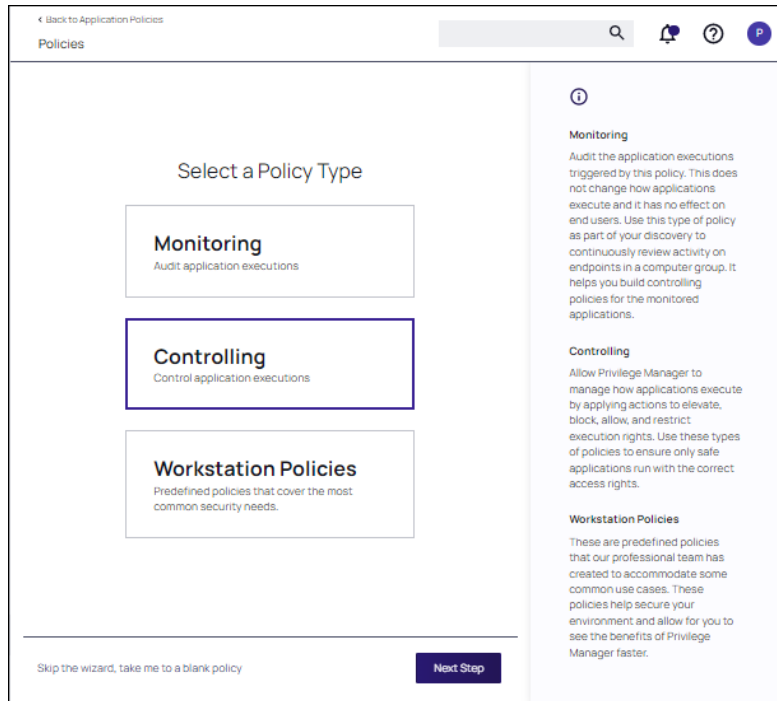 < Back to Application Policies
Policies
P
Select a Policy Type
Monitoring
Audit application executions
Controlling
Control application executions
Workstation Policies
Predefined policies that cover the most
common security needs.
Skip the wizard, take me to a blank policy
Next Step
Monitoring
Audit the application executions
triggered by this policy. This does
not change how applications
execute and it has no effect on
end users. Use this type of policy
as part of your discovery to
continuously review activity on
endpoints in a computer group. It
helps you build controlling
policies for the monitored
applications.
Controlling
Allow Privilege Manager to
manage how applications execute
by applying actions to elevate,
block, allow, and restrict
execution rights. Use these types
of policies to ensure only safe
applications run with the correct
access rights.
Workstation Policies
These are predefined policies
that our professional team has
created to accommodate some
common use cases. These
policies help secure your
environment and allow for you to
see the benefits of Privilege
Manager faster.